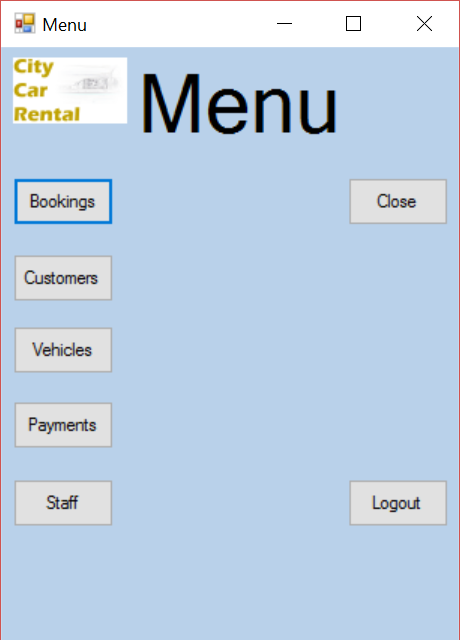 Menu
City
Car
Rental
Menu
Bookings
Close
Customers
Vehicles
Payments
Staff
Logout